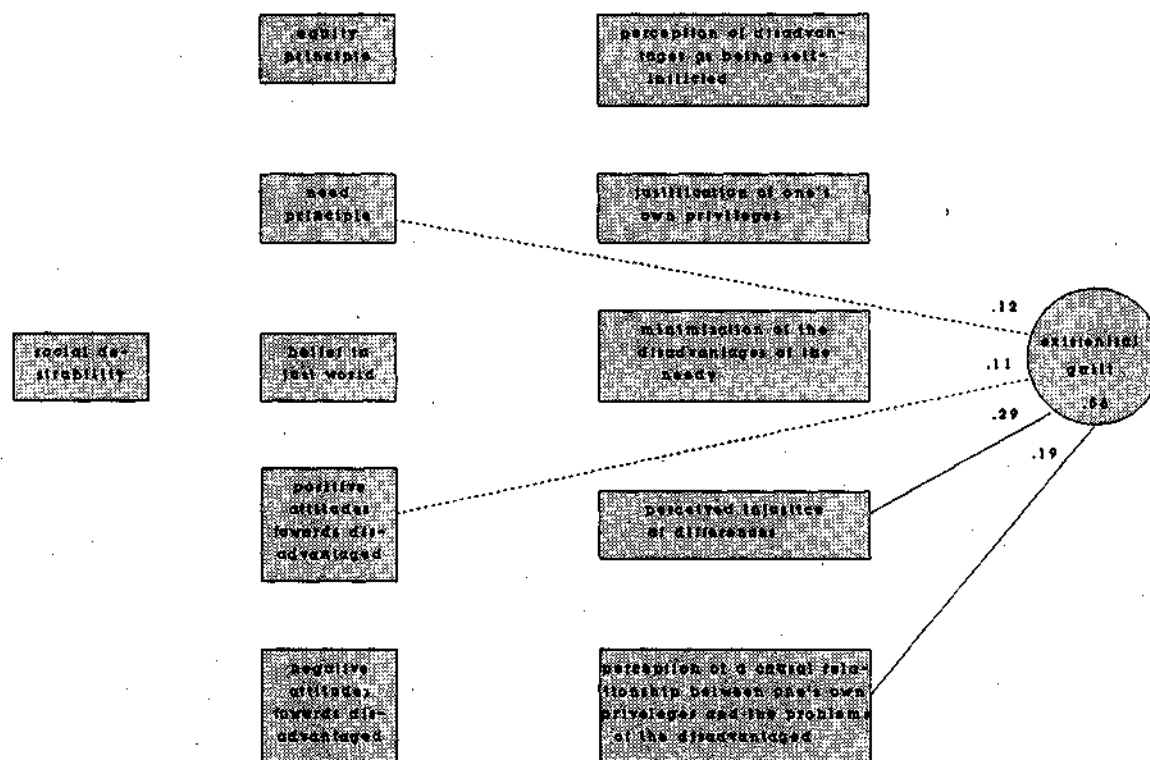 equity
principle
perception of disadvan-
tages as being self-
inflicted
need
principle
justification of one's
own privileges
.12
social de-
sirability
belief in
just world
minimization of the
disadvantages of the
needy
existential
guilt
.11
.29
.19
positive
attitudes
towards dis-
advantaged
perceived injustice
of differences
negative
attitudes
towards dis-
advantaged
perception of a causal rela-
tionship between one's own
priveleges and the problems
of the disadvantaged